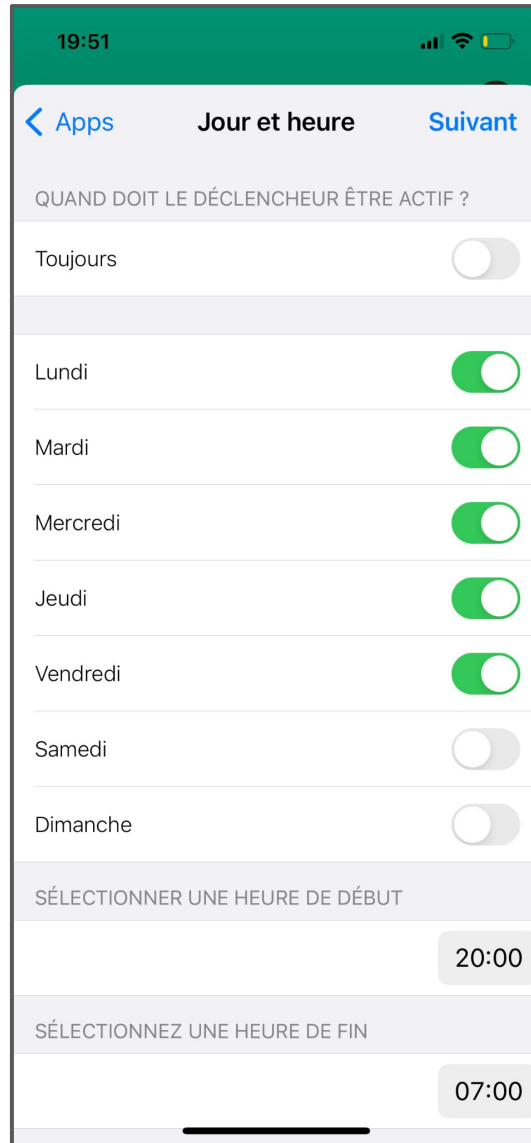 19:51
Apps Jour et heure Suivant
QUAND DOIT LE DÉCLENCHEUR ÊTRE ACTIF ?
Toujours
Lundi
Mardi
Mercredi
Jeudi
Vendredi
Samedi
Dimanche
SÉLECTIONNER UNE HEURE DE DÉBUT
20:00
SÉLECTIONNEZ UNE HEURE DE FIN
07:00